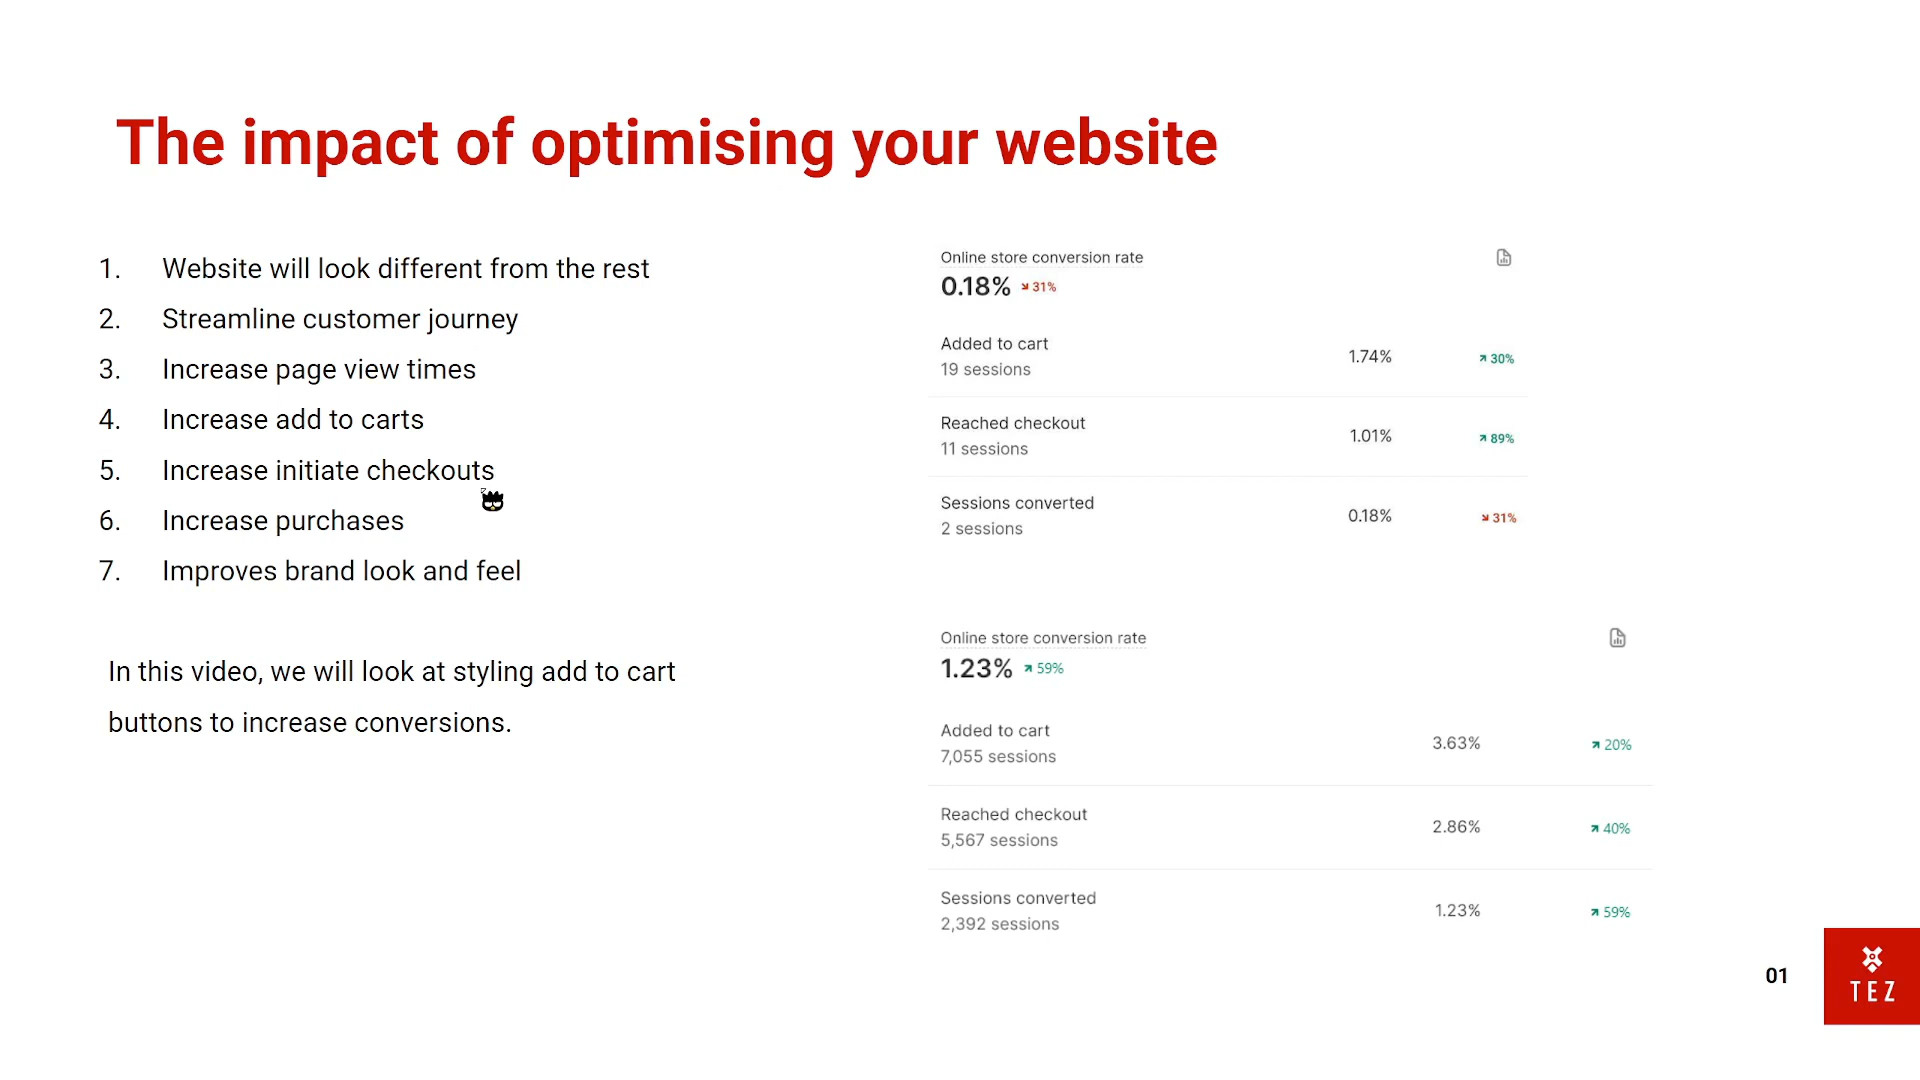 The impact of optimising your website
1. Website will look different from the rest
2. Streamline customer journey
3. Increase page view times
4. Increase add to carts
5. Increase initiate checkouts
6. Increase purchases
7. Improves brand look and feel
In this video, we will look at styling add to cart
buttons to increase conversions.
Online store conversion rate
0.18% 31%
Added to cart
19 sessions
1.74% 30%
Reached checkout
11 sessions
1.01% 89%
Sessions converted
2 sessions
0.18% 31%
Online store conversion rate
1.23% 59%
Added to cart
7,055 sessions
3.63% 20%
Reached checkout
5,567 sessions
2.86% 40%
Sessions converted
2,392 sessions
1.23% 59%
01
TEZ